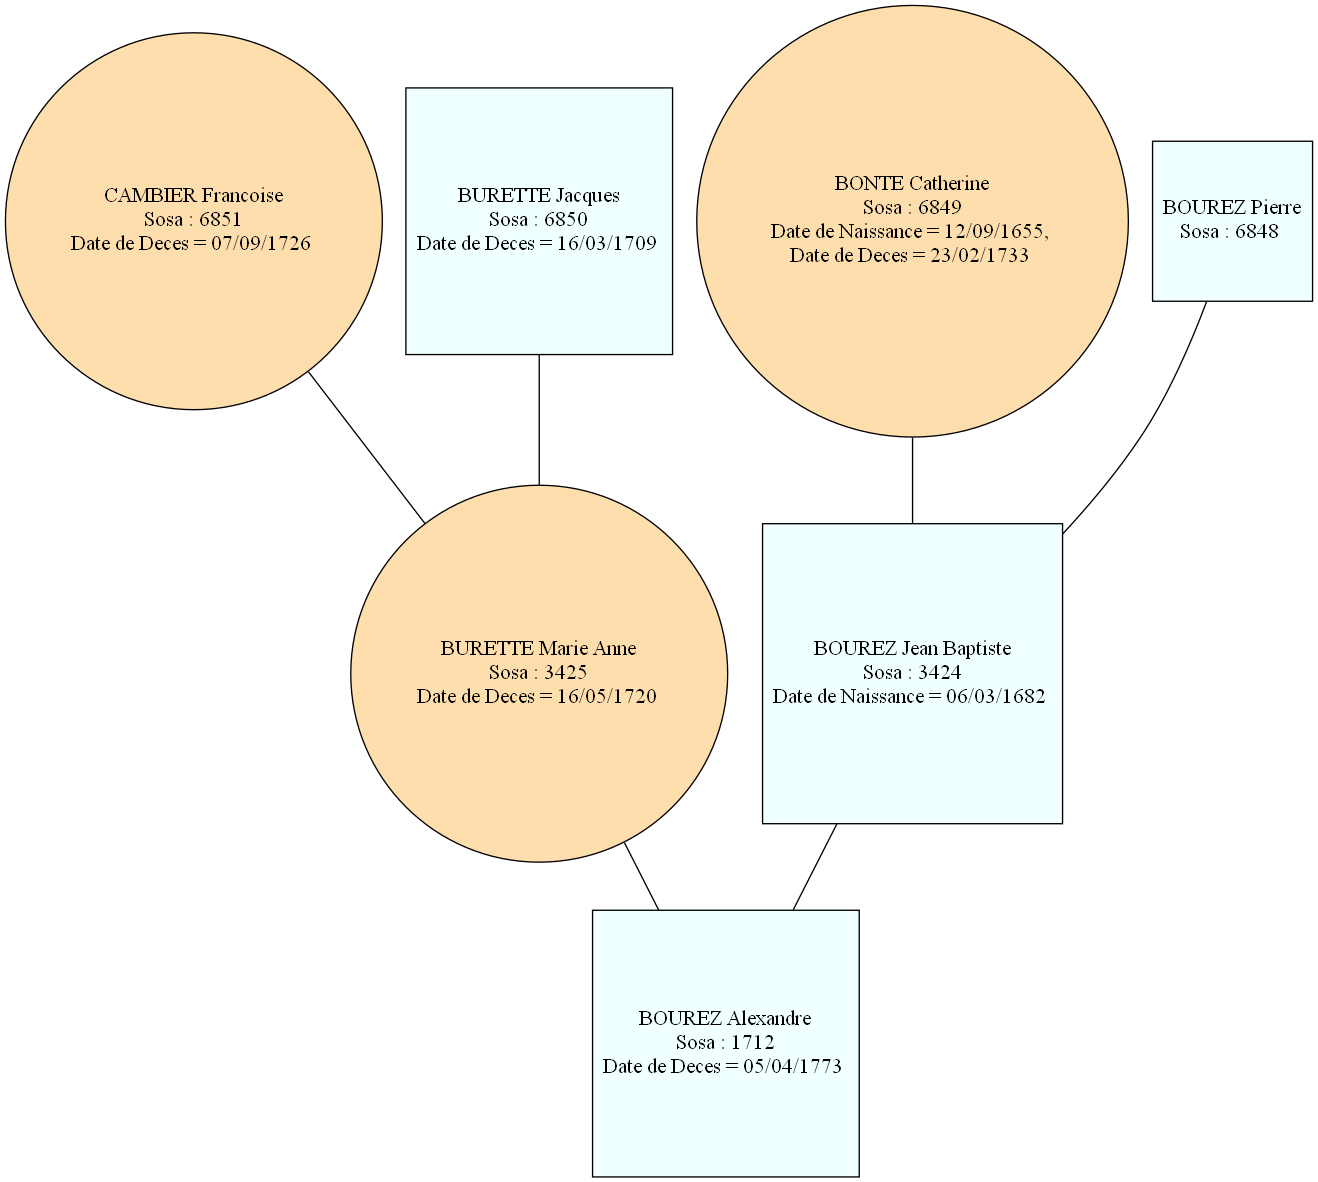 CAMBIER Francoise
Sosa : 6851
Date de Deces = 07/09/1726
BURETTE Jacques
Sosa : 6850
Date de Deces = 16/03/1709
BONTE Catherine
Sosa : 6849
Date de Naissance = 12/09/1655,
Date de Deces = 23/02/1733
BOUREZ Pierre
Sosa : 6848
BURETTE Marie Anne
Sosa : 3425
Date de Deces = 16/05/1720
BOUREZ Jean Baptiste
Sosa : 3424
Date de Naissance = 06/03/1682
BOUREZ Alexandre
Sosa : 1712
Date de Deces = 05/04/1773